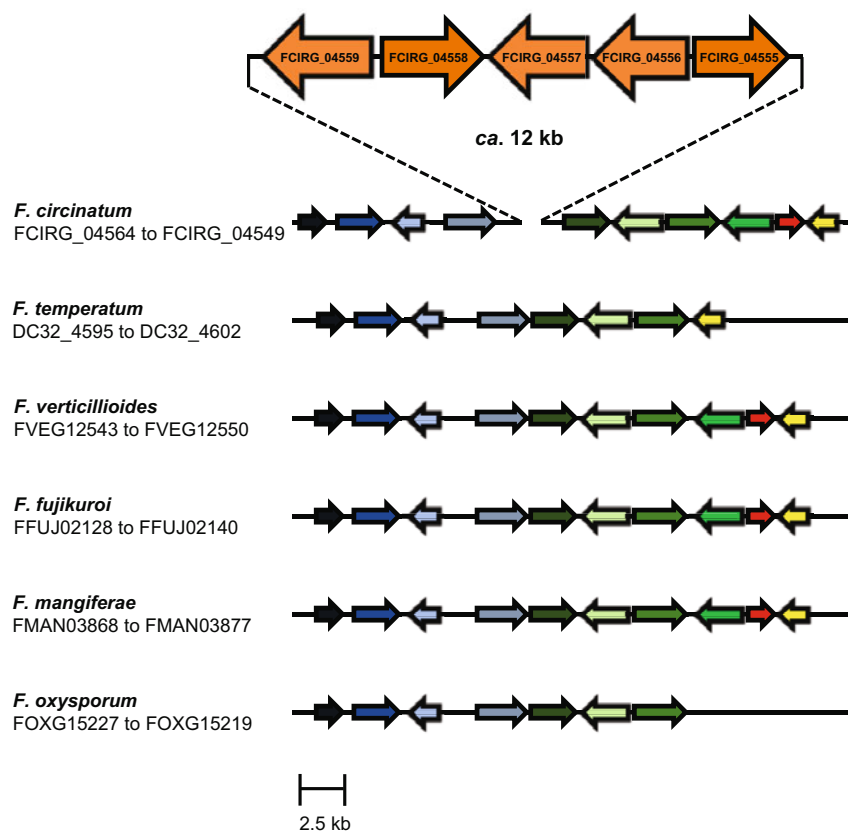 FCIRG_04559 FCIRG_04558 FCIRG_04557 FCIRG_04556 FCIRG_04555
ca. 12 kb
F. circinatum
FCIRG_04564 to FCIRG_04549
F. temperatum
DC32_4595 to DC32_4602
F. verticillioides
FVEG12543 to FVEG12550
F. fujikuroi
FFUJ02128 to FFUJ02140
F. mangiferae
FMAN03868 to FMAN03877
F. oxysporum
FOXG15227 to FOXG15219
2.5 kb